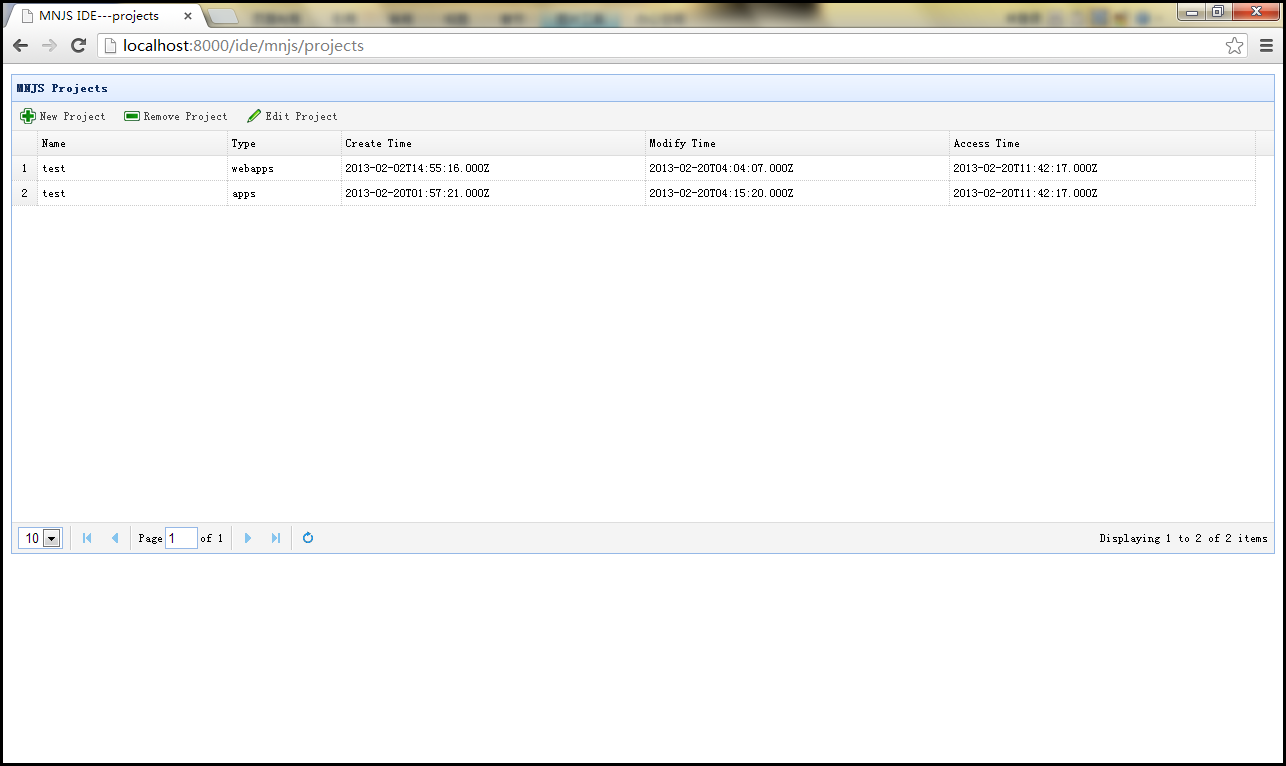 MNJS IDE---projects
localhost:8000/ide/mnjs/projects
MNJS Projects
New Project Remove Project Edit Project
Name Type Create Time Modify Time Access Time
1 test webapps 2013-02-02T14:55:16.000Z 2013-02-20T04:04:07.000Z 2013-02-20T11:42:17.000Z
2 test apps 2013-02-20T01:57:21.000Z 2013-02-20T04:15:20.000Z 2013-02-20T11:42:17.000Z
10 Page 1 of 1 Displaying 1 to 2 of 2 items